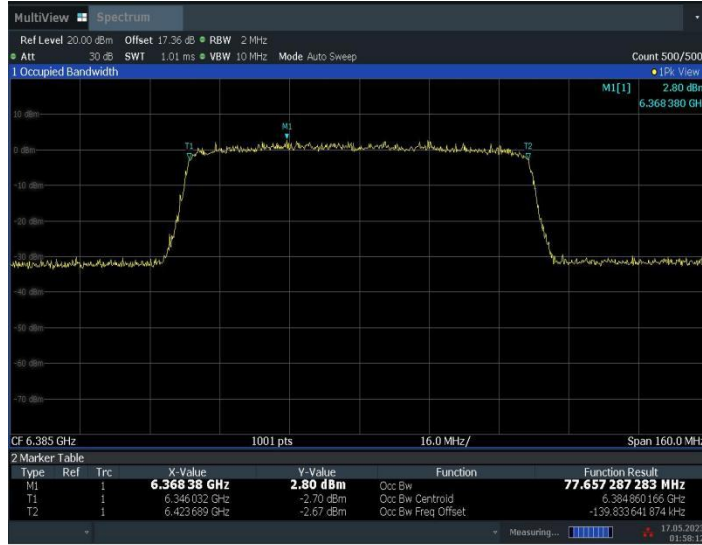 MultiView Spectrum
Ref Level 20.00 dBm Offset 17.36 dB RBW 2 MHz
Att 30 dB SWT 1.01 ms VBW 10 MHz Mode Auto Sweep Count 500/500
1 Occupied Bandwidth 1Pk View
M1[1] 2.80 dBm
6.368 380 GH
10 dBm
M1
T1
T2
0 dBm
-10 dBm
-20 dBm
-30 dBm
-40 dBm
-50 dBm
-60 dBm
-70 dBm
CF 6.385 GHz 1001 pts 16.0 MHz/ Span 160.0 MHz
2 Marker Table
Type Ref Trc X-Value Y-Value Function Function Result
M1 1 6.368 38 GHz 2.80 dBm Occ Bw 77.657 287 283 MHz
T1 1 6.346 032 GHz -2.70 dBm Occ Bw Centroid 6.384 860 166 GHz
T2 1 6.423 689 GHz -2.67 dBm Occ Bw Freq Offset -139.833 641 874 kHz
Measuring... 17.05.2023
01:58:12